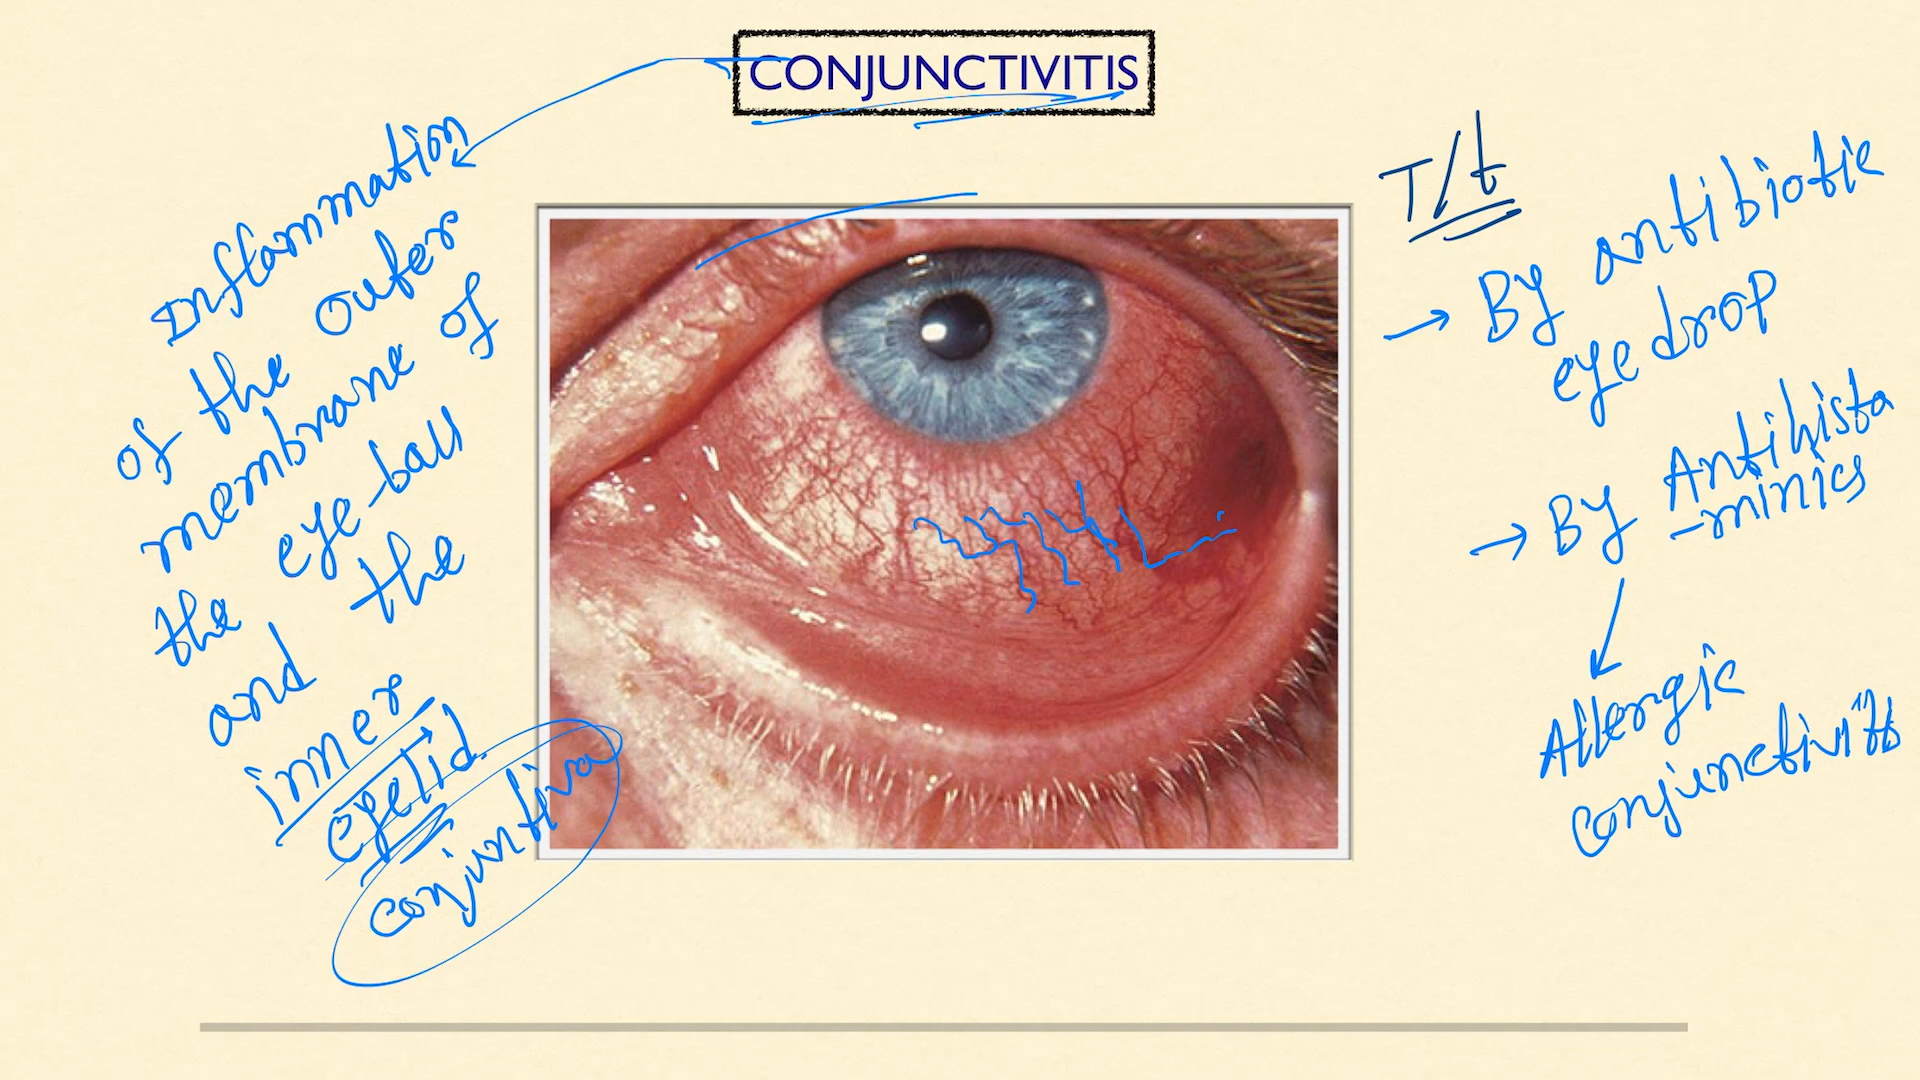 CONJUNCTIVITIS
Inflammation
of the outer
membrane of
the eye-ball
and the
inner
eyelid
conjuntiva
T/t
→ By antibiotic
eye drop
→ By Antihista
-minics
Allergic
conjunctivitis